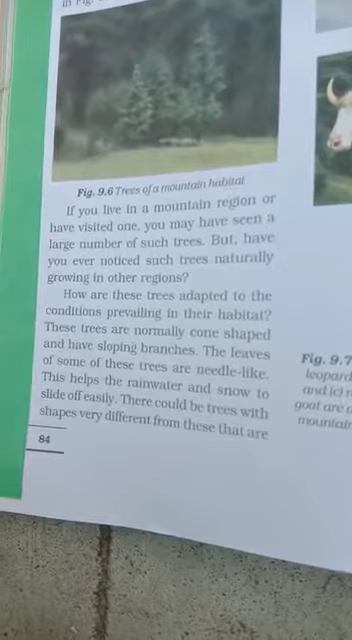 in Fig.
Fig. 9.6 Trees of a mountain habitat
If you live in a mountain region or
have visited one, you may have seen a
large number of such trees. But, have
you ever noticed such trees naturally
growing in other regions?
How are these trees adapted to the
conditions prevailing in their habitat?
These trees are normally cone shaped
and have sloping branches. The leaves
of some of these trees are needle-like.
This helps the rainwater and snow to
slide off easily. There could be trees with
shapes very different from these that are
84
Fig. 9.7
leopard
and (c)
goat are
mountain